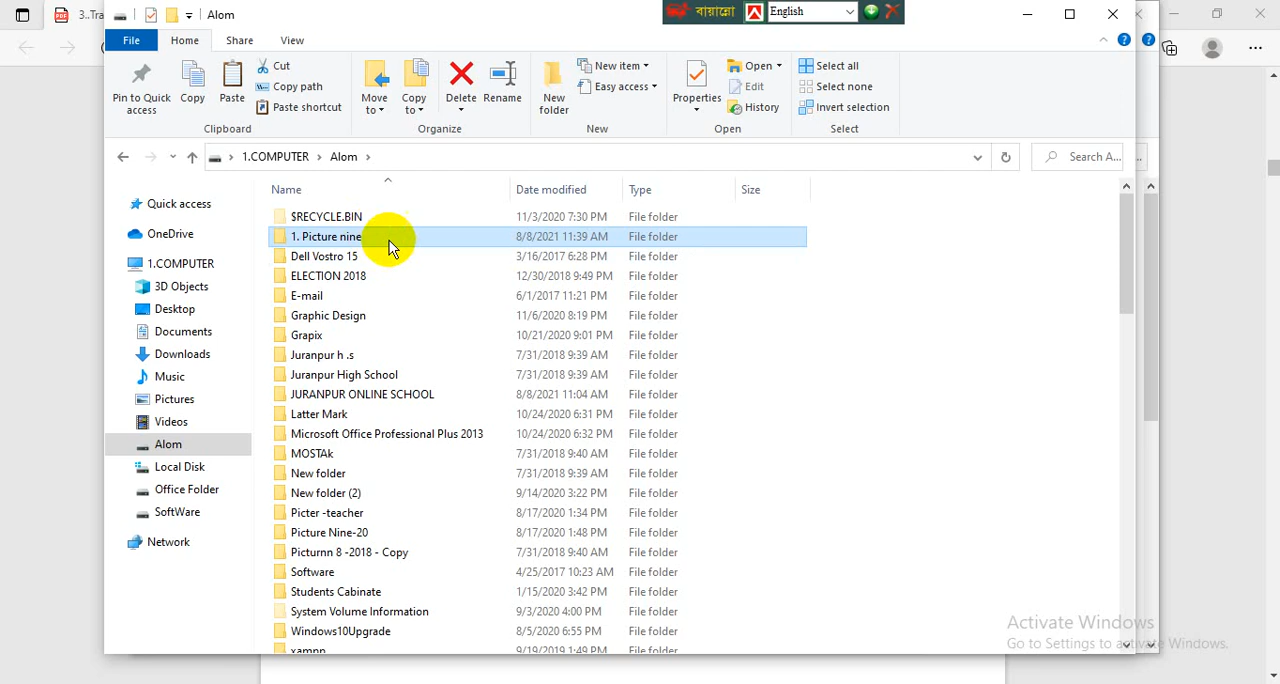 3..Tra
Alom
বায়ান্নো
English
File
Home
Share
View
Pin to Quick access
Copy
Paste
Cut
Copy path
Paste shortcut
Clipboard
Move to
Copy to
Delete
Rename
Organize
New folder
New item
Easy access
New
Properties
Open
Edit
History
Open
Select all
Select none
Invert selection
Select
1.COMPUTER › Alom ›
Search A...
Name Date modified Type Size
Quick access
OneDrive
1.COMPUTER
3D Objects
Desktop
Documents
Downloads
Music
Pictures
Videos
Alom
Local Disk
Office Folder
SoftWare
Network
$RECYCLE.BIN 11/3/2020 7:30 PM File folder
1. Picture nine 8/8/2021 11:39 AM File folder
Dell Vostro 15 3/16/2017 6:28 PM File folder
ELECTION 2018 12/30/2018 9:49 PM File folder
E-mail 6/1/2017 11:21 PM File folder
Graphic Design 11/6/2020 8:19 PM File folder
Grapix 10/21/2020 9:01 PM File folder
Juranpur h .s 7/31/2018 9:39 AM File folder
Juranpur High School 7/31/2018 9:39 AM File folder
JURANPUR ONLINE SCHOOL 8/8/2021 11:04 AM File folder
Latter Mark 10/24/2020 6:31 PM File folder
Microsoft Office Professional Plus 2013 10/24/2020 6:32 PM File folder
MOSTAk 7/31/2018 9:40 AM File folder
New folder 7/31/2018 9:39 AM File folder
New folder (2) 9/14/2020 3:22 PM File folder
Picter -teacher 8/17/2020 1:34 PM File folder
Picture Nine-20 8/17/2020 1:48 PM File folder
Picturnn 8 -2018 - Copy 7/31/2018 9:40 AM File folder
Software 4/25/2017 10:23 AM File folder
Students Cabinate 1/15/2020 3:42 PM File folder
System Volume Information 9/3/2020 4:00 PM File folder
Windows10Upgrade 8/5/2020 6:55 PM File folder
xampp 9/19/2019 1:49 PM File folder
Activate Windows
Go to Settings to activate Windows.